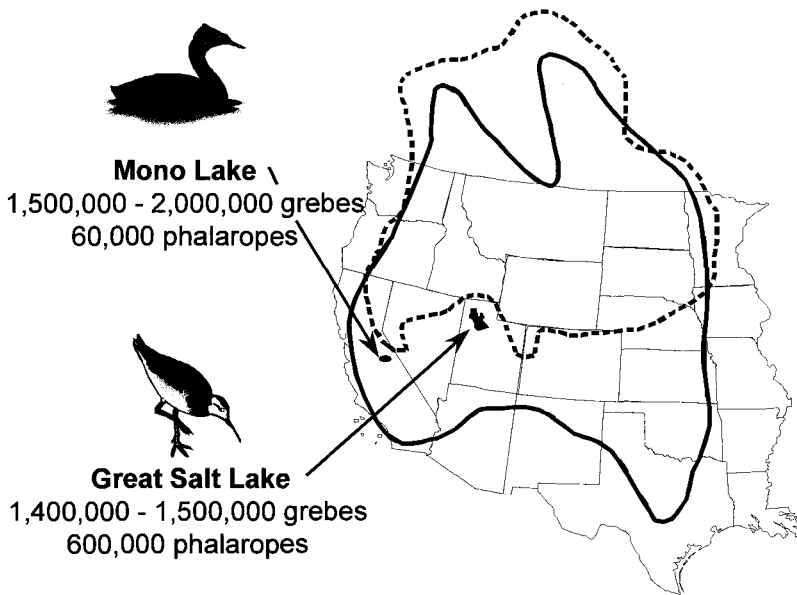 Mono Lake
1,500,000 - 2,000,000 grebes
60,000 phalaropes
Great Salt Lake
1,400,000 - 1,500,000 grebes
600,000 phalaropes